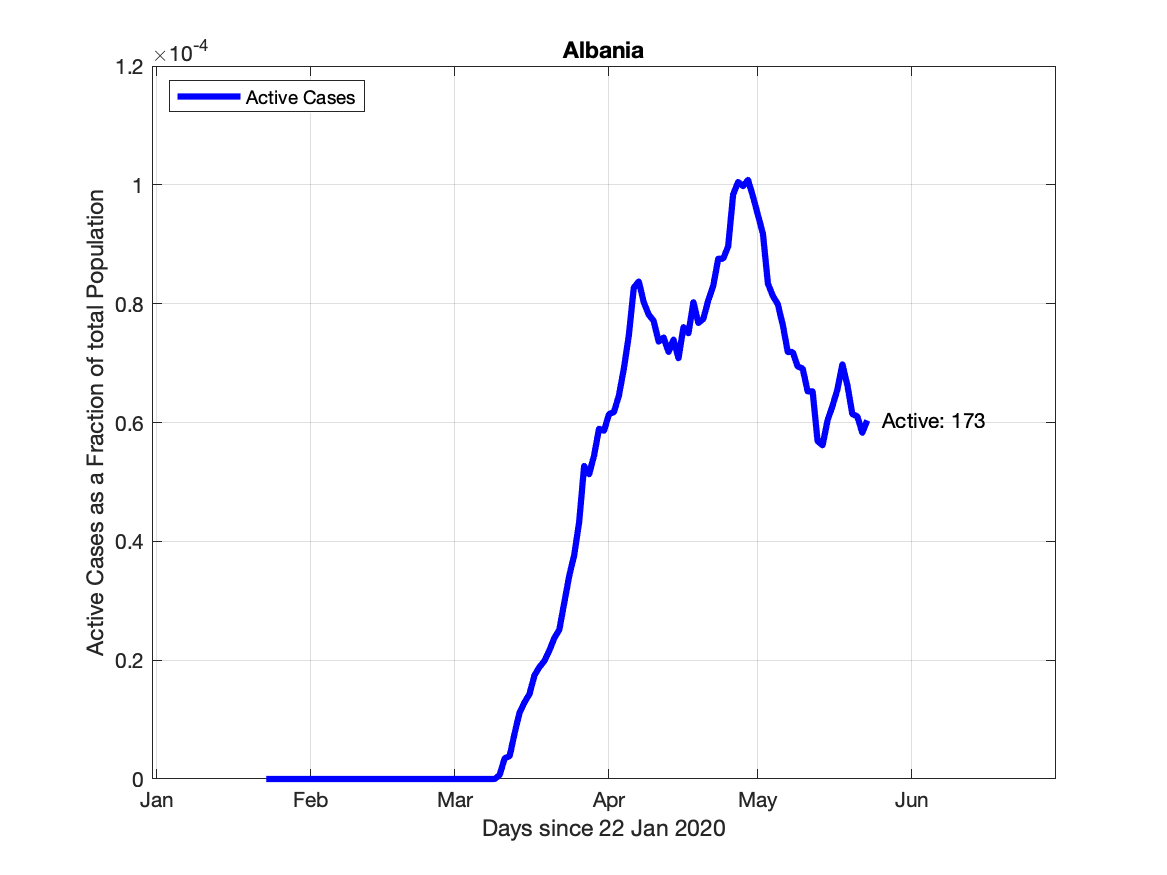 Albania
×10-4
Active Cases
1.2
1
0.8
0.6
0.4
0.2
0
Active Cases as a Fraction of total Population
Active: 173
Jan Feb Mar Apr May Jun
Days since 22 Jan 2020